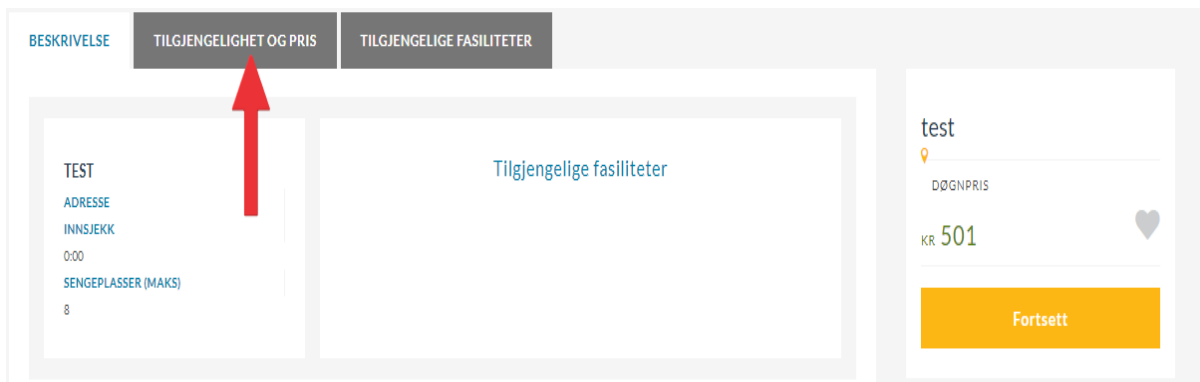 BESKRIVELSE
TILGJENGELIGHET OG PRIS
TILGJENGELIGE FASILITETER
TEST
ADRESSE
INNSJEKK
0:00
SENGEPLASSER (MAKS)
8
Tilgjengelige fasiliteter
test
DØGNPRIS
KR 501
Fortsett